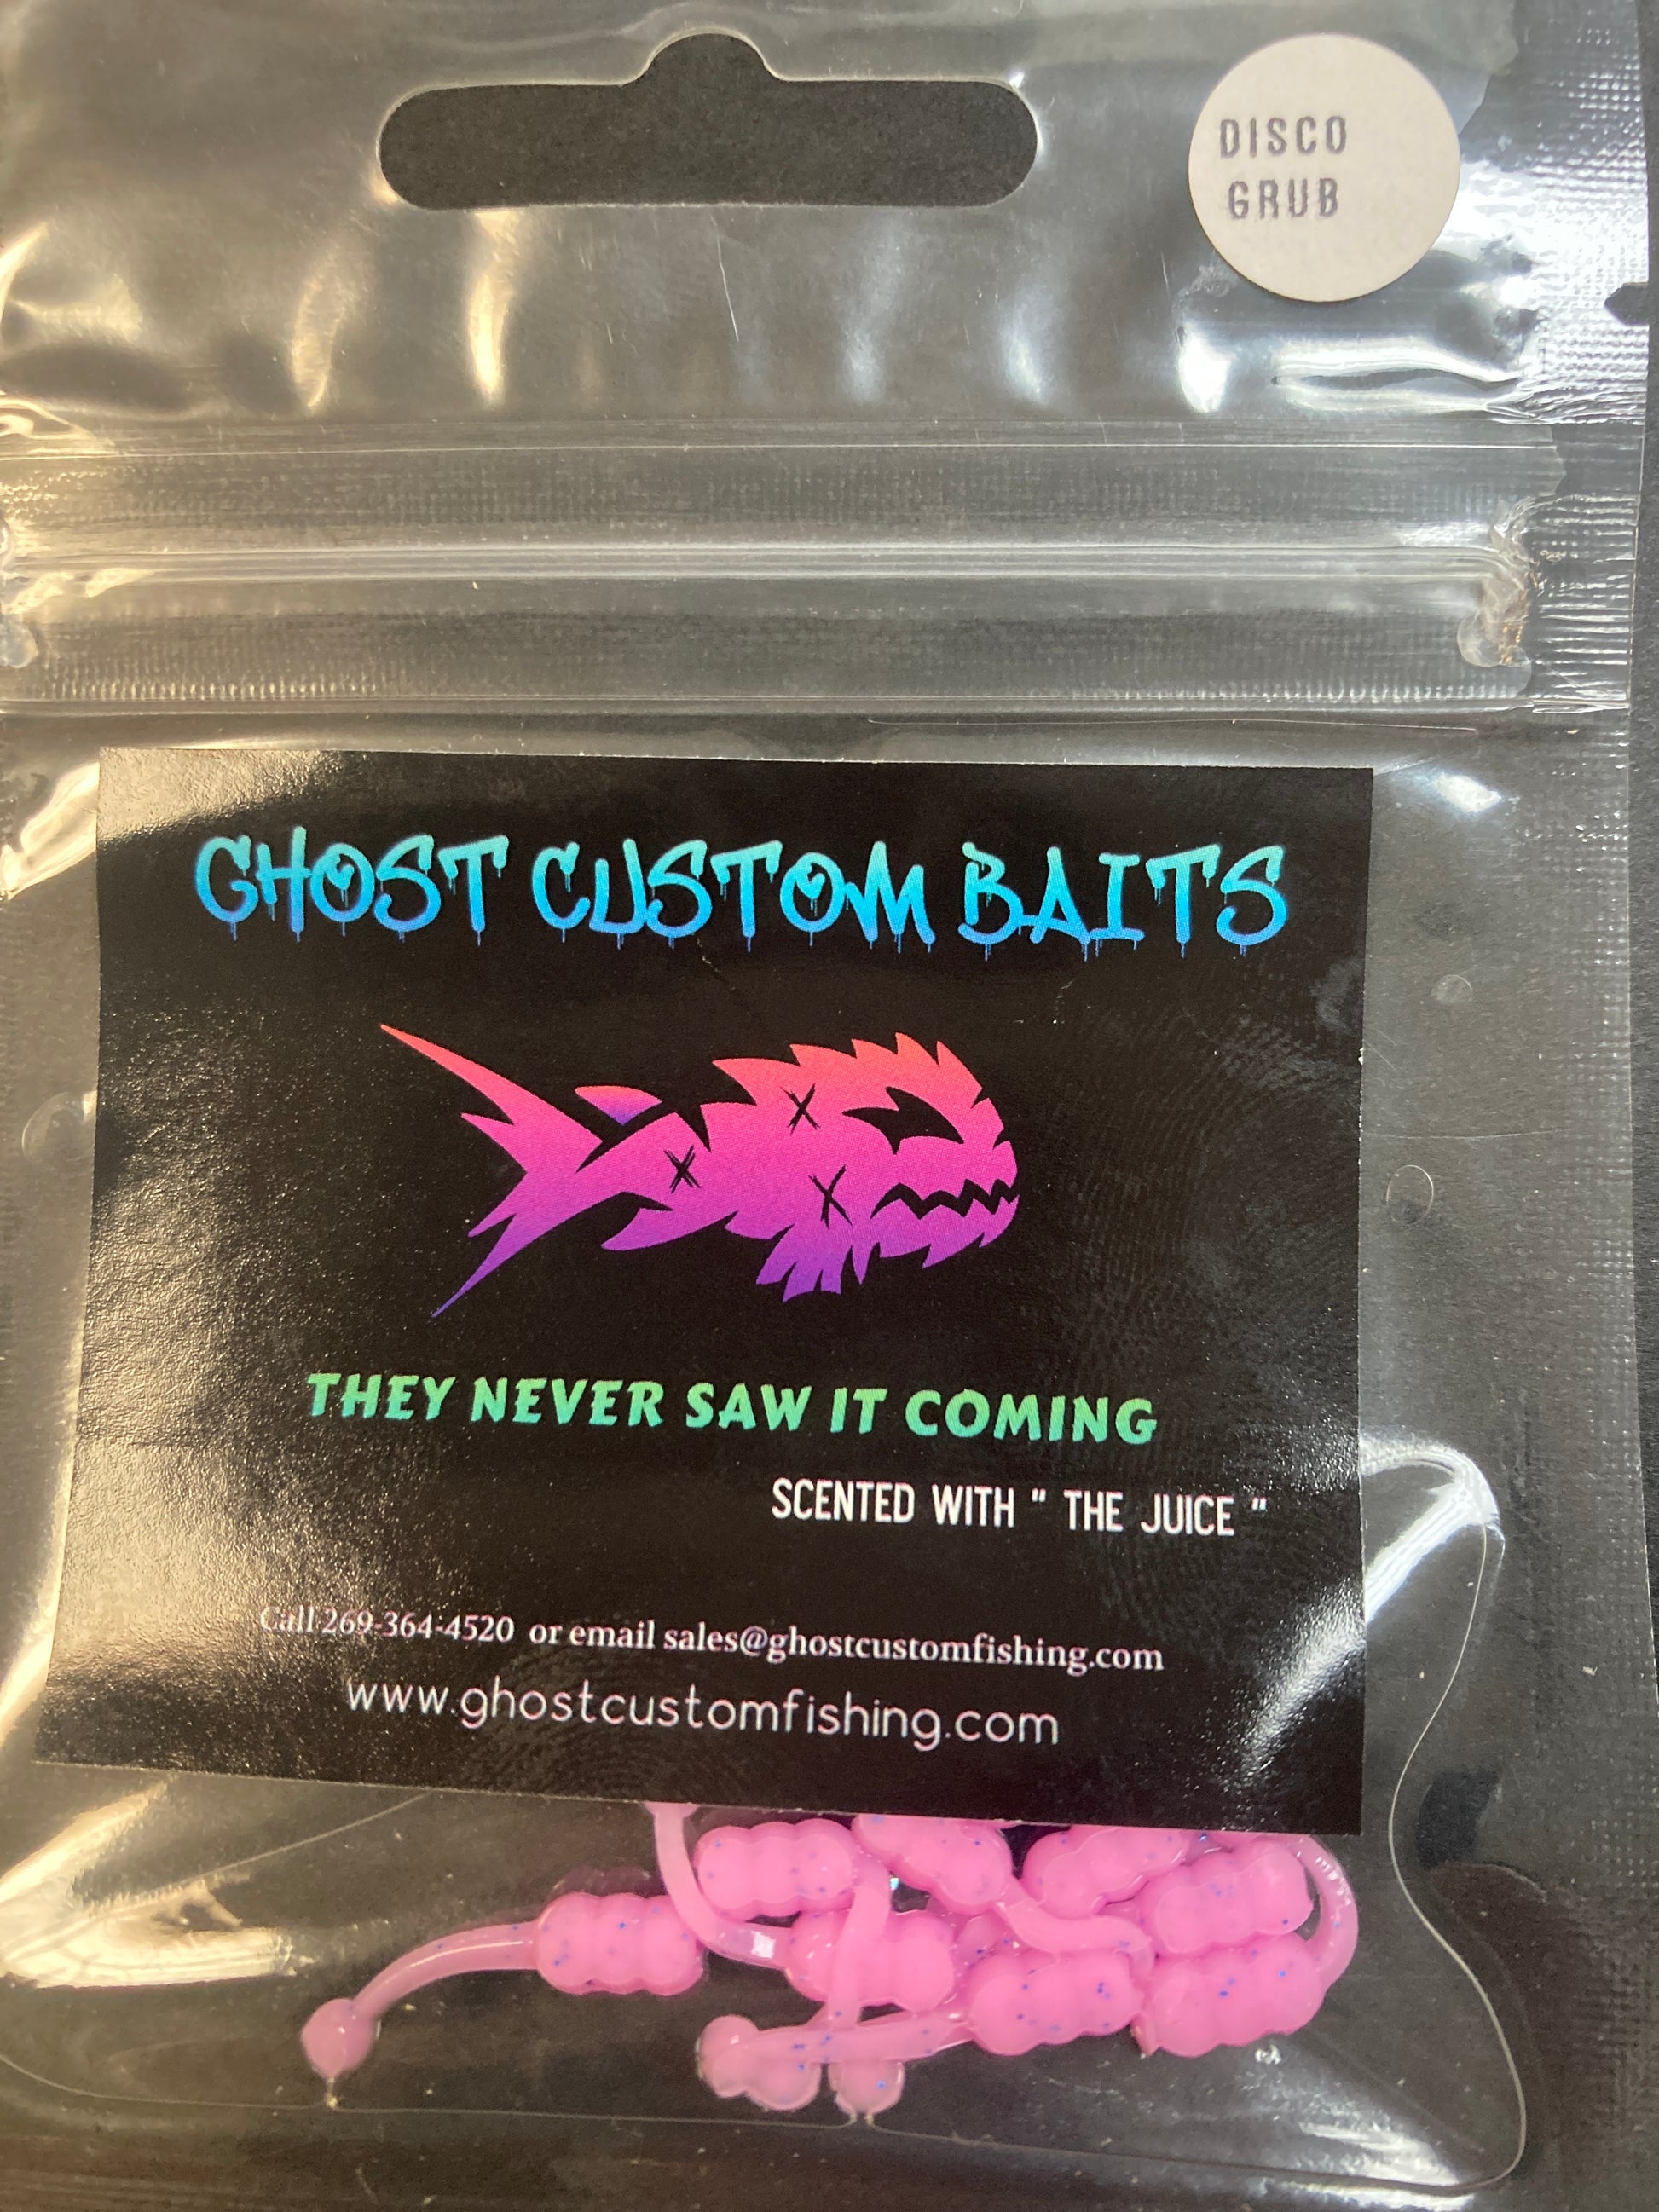 DISCO
GRUB
GHOST CUSTOM BAITS
THEY NEVER SAW IT COMING
SCENTED WITH " THE JUICE "
Call 269-364-4520 or email sales@ghostcustomfishing.com
www.ghostcustomfishing.com